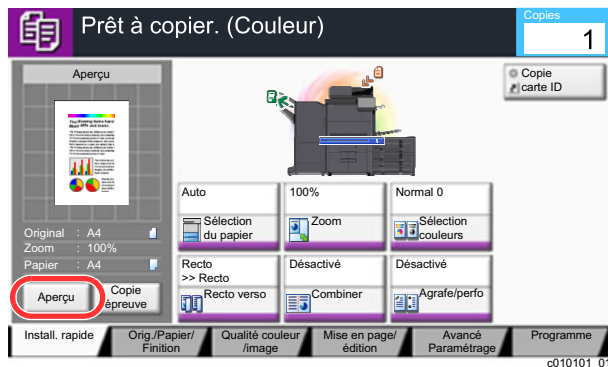 Prêt à copier. (Couleur)
Copies
1
Aperçu
Copie
carte ID
1
Original : A4
Zoom : 100%
Papier : A4
Aperçu
Copie
épreuve
Auto
Sélection
du papier
100%
Zoom
Normal 0
Sélection
couleurs
Recto
>> Recto
Recto verso
Désactivé
Combiner
Désactivé
Agrafe/perfo
Install. rapide
Orig./Papier/
Finition
Qualité couleur
/image
Mise en page/
édition
Avancé
Paramétrage
Programme
c010101_01